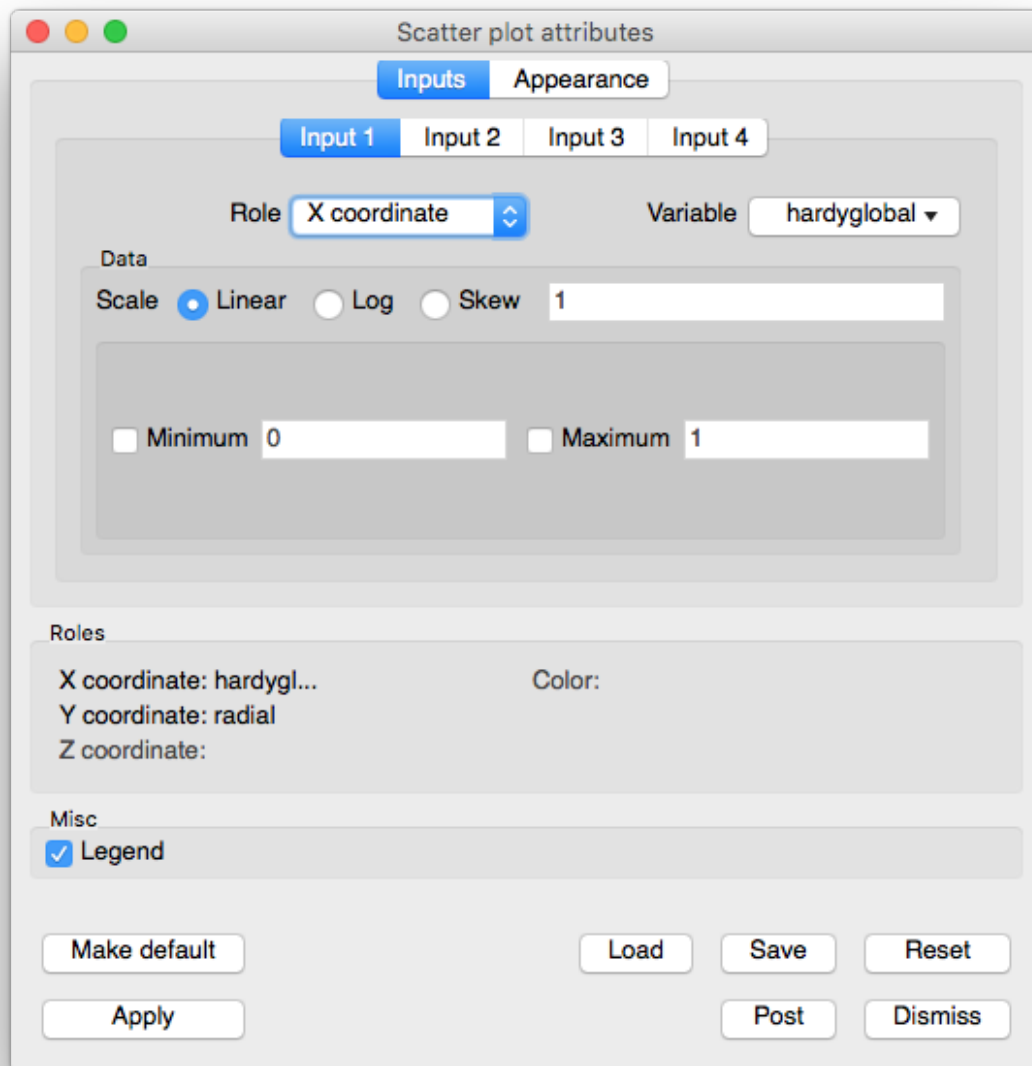 Scatter plot attributes
Inputs Appearance
Input 1 Input 2 Input 3 Input 4
Role X coordinate Variable hardyglobal
Data
Scale Linear Log Skew 1
Minimum 0 Maximum 1
Roles
X coordinate: hardygl... Color:
Y coordinate: radial
Z coordinate:
Misc
Legend
Make default Load Save Reset
Apply Post Dismiss